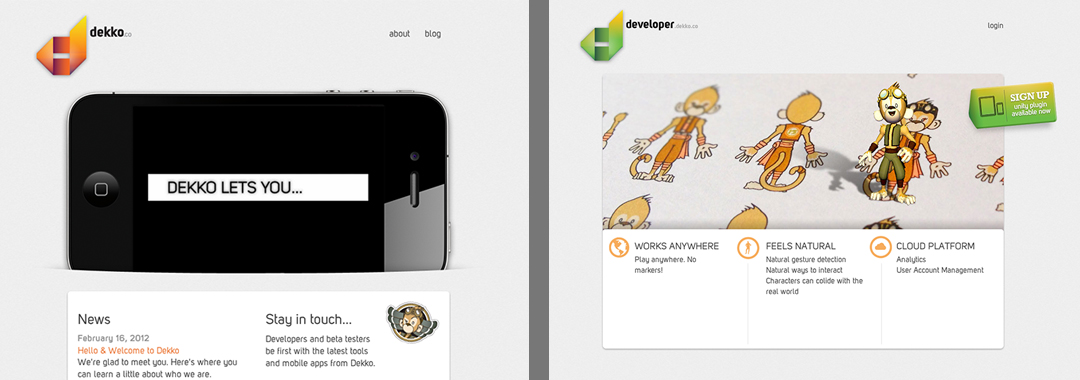 dekko.co
about
blog
DEKKO LETS YOU...
News
February 16, 2012
Hello & Welcome to Dekko
We're glad to meet you. Here's where you
can learn a little about who we are.
Stay in touch...
Developers and beta testers
be first with the latest tools
and mobile apps from Dekko.
developer.dekko.co
login
SIGN UP
unity plugin
available now
WORKS ANYWHERE
Play anywhere. No
markers!
FEELS NATURAL
Natural gesture detection
Natural ways to interact
Characters can colide with the
real world
CLOUD PLATFORM
Analytics
User Account Management